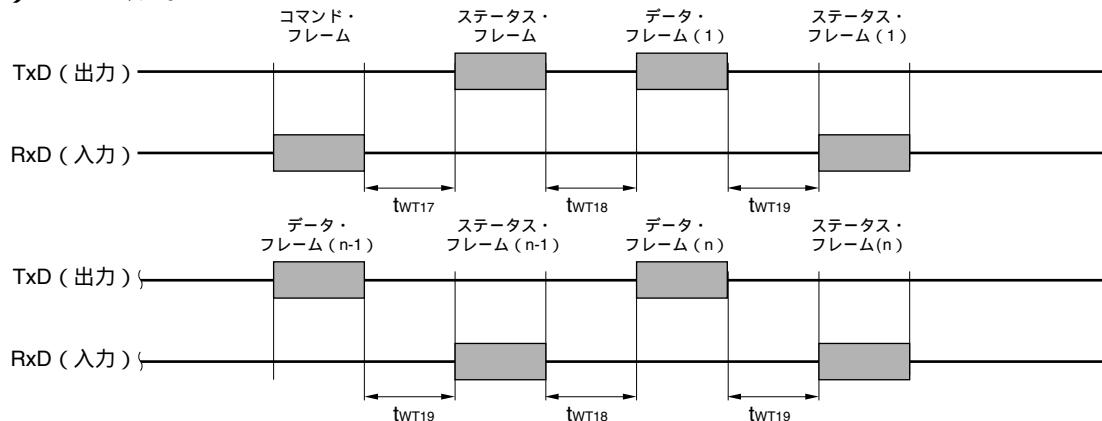 コマンド・ ステータス・ データ・ ステータス・
フレーム フレーム フレーム(1) フレーム(1)
TxD(出力)
RxD(入力)
tWT17 tWT18 tWT19
データ・ ステータス・ データ・ ステータス・
フレーム(n-1) フレーム(n-1) フレーム(n) フレーム(n)
TxD(出力)
RxD(入力)
tWT19 tWT18 tWT19